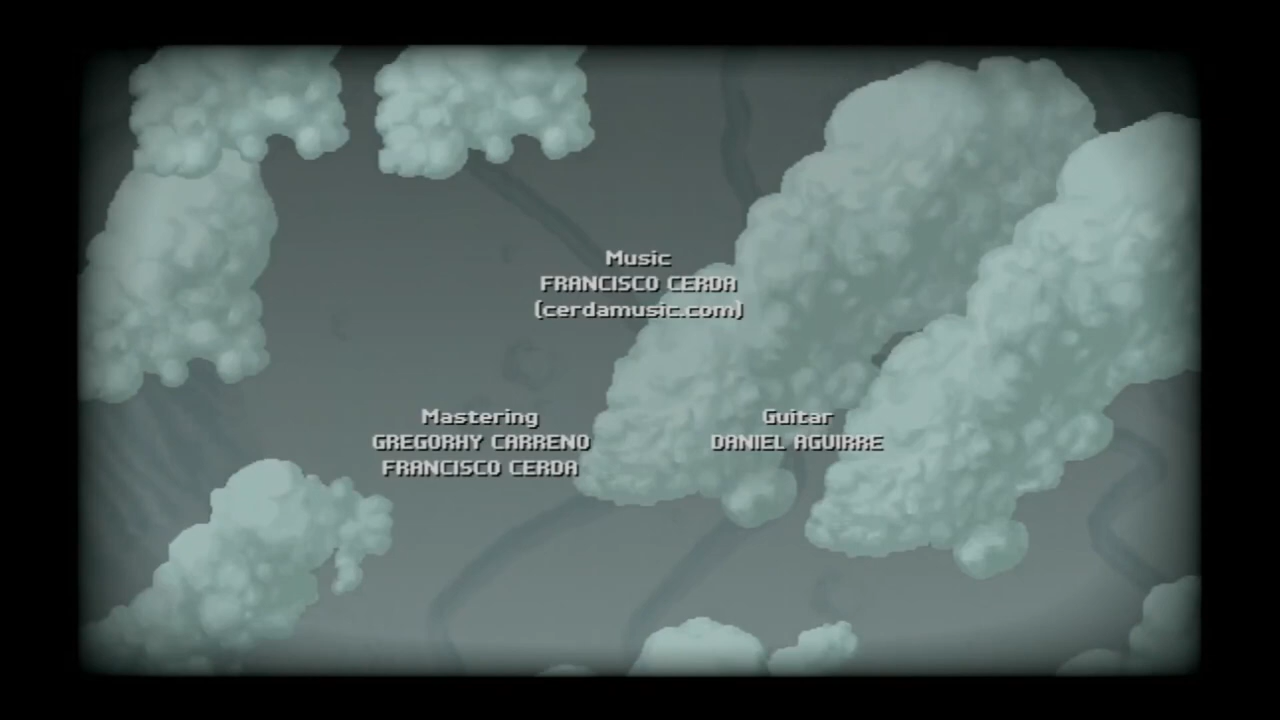 Music
FRANCISCO CERDA
(cerdamusic.com)
Mastering
GREGORHY CARRENO
FRANCISCO CERDA
Guitar
DANIEL AGUIRRE